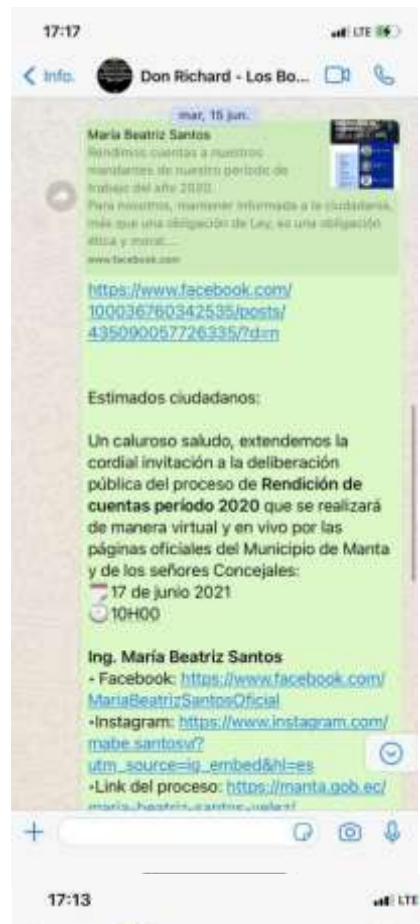 17:17
LTE
Info.
Don Richard - Los Bo...
mar, 15 jun.
María Beatriz Santos
Rendimos cuentas a nuestros
mandantes de nuestro período de
trabajo del año 2020.
Para nosotros, mantener informada a la ciudadanía,
más que una obligación de Ley, es una obligación
ética y moral....
www.facebook.com
https://www.facebook.com/
100036760342535/posts/
435090057726335/?d=n
Estimados ciudadanos:
Un caluroso saludo, extendemos la
cordial invitación a la deliberación
pública del proceso de Rendición de
cuentas período 2020 que se realizará
de manera virtual y en vivo por las
páginas oficiales del Municipio de Manta
y de los señores Concejales:
17 de junio 2021
10H00
Ing. María Beatriz Santos
- Facebook: https://www.facebook.com/
MariaBeatrizSantosOficial
-Instagram: https://www.instagram.com/
mabe.santosv/?
utm_source=ig_embed&hl=es
-Link del proceso: https://manta.gob.ec/
maria-beatriz-santos-velez/
17:13
LTE